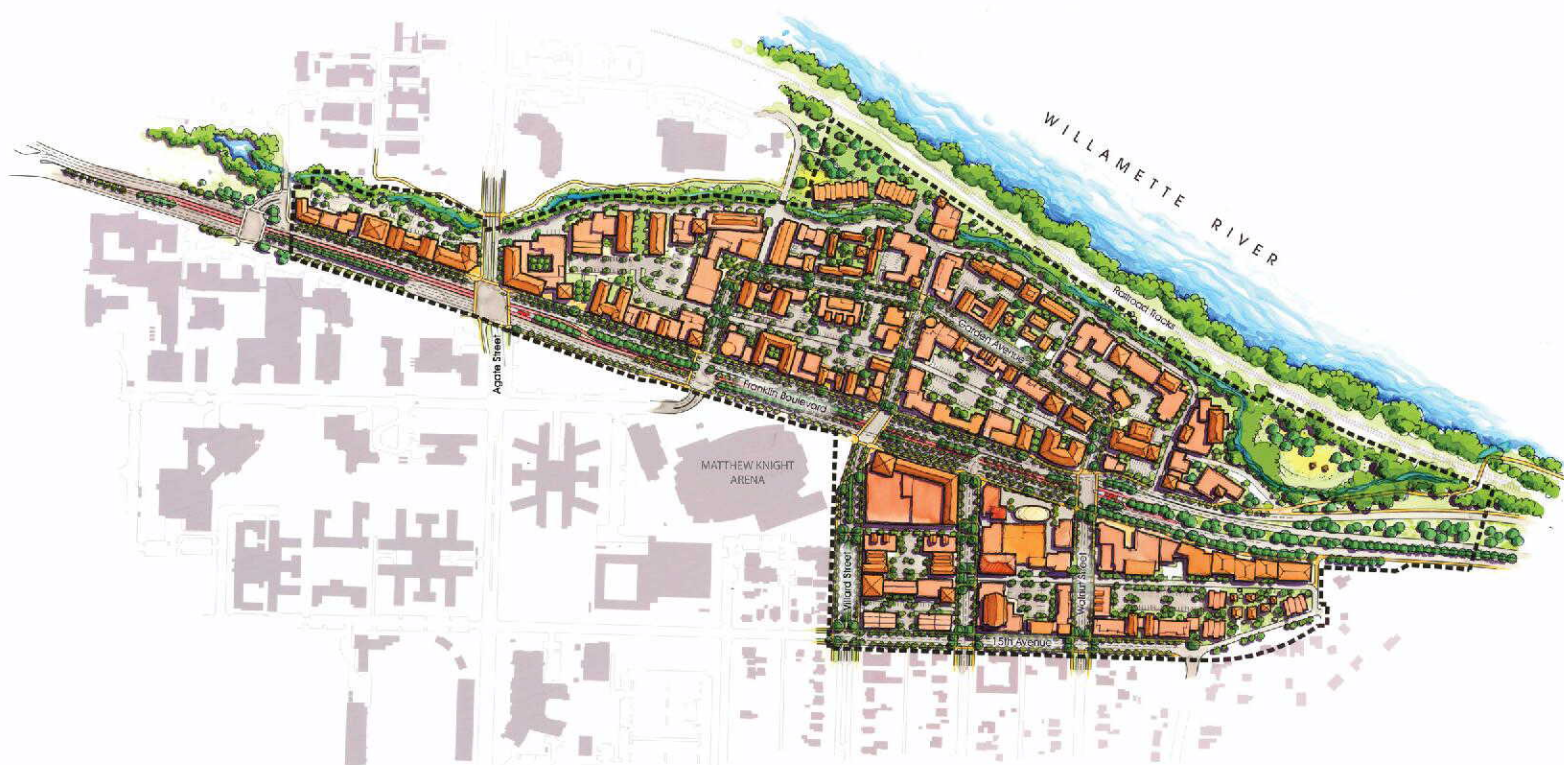 WILLAMETTE RIVER
Railroad Tracks
Garden Avenue
Agate Street
Franklin Boulevard
MATTHEW KNIGHT
ARENA
Villard Street
Walnut Street
15th Avenue